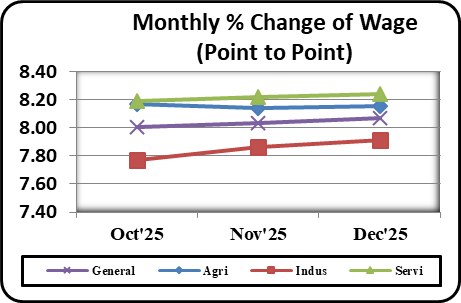 Monthly % Change of Wage
(Point to Point)
8.40
8.20
8.00
7.80
7.60
7.40
Oct'25 Nov'25 Dec'25
General Agri Indus Servi